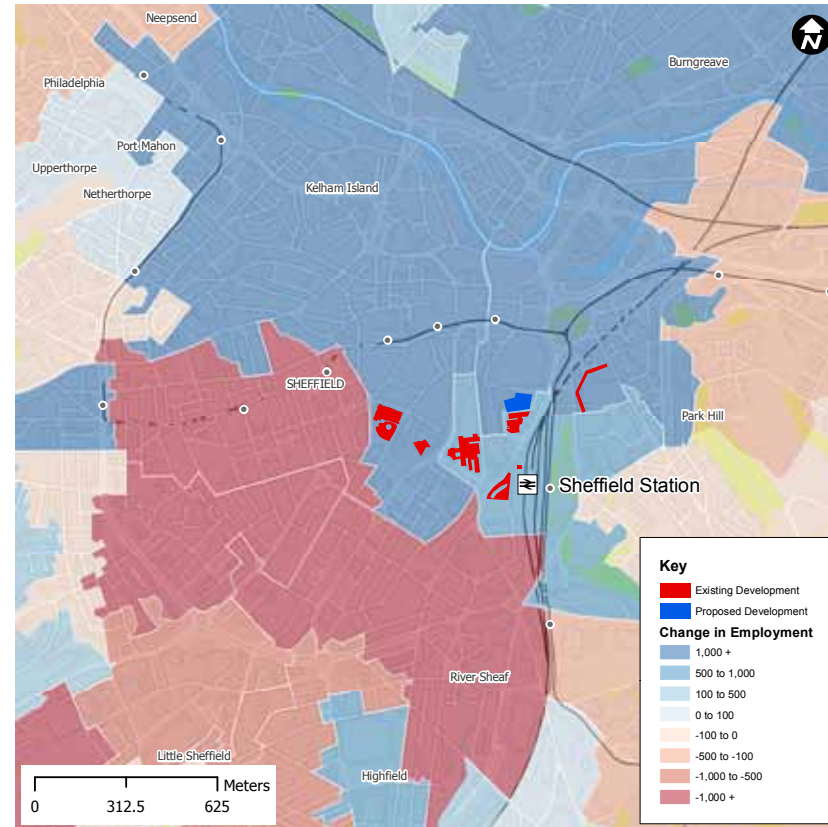 Neepsend
N
Burngreave
Philadelphia
Port Mahon
Upperthorpe
Netherthorpe
Kelham Island
SHEFFIELD
Park Hill
Sheffield Station
River Sheaf
Little Sheffield
Highfield
Key
Existing Development
Proposed Development
Change in Employment
1,000 +
500 to 1,000
100 to 500
0 to 100
-100 to 0
-500 to -100
-1,000 to -500
-1,000 +
Meters
0 312.5 625